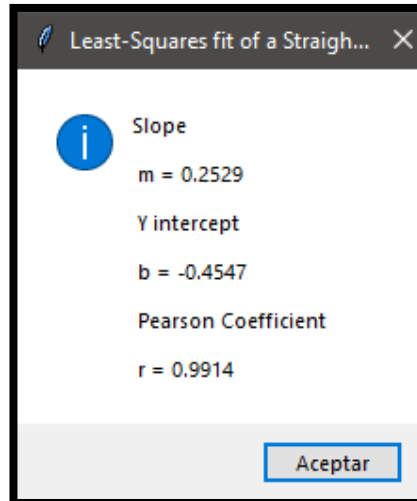 Least-Squares fit of a Straigh...
Slope
m = 0.2529
Y intercept
b = -0.4547
Pearson Coefficient
r = 0.9914
Aceptar